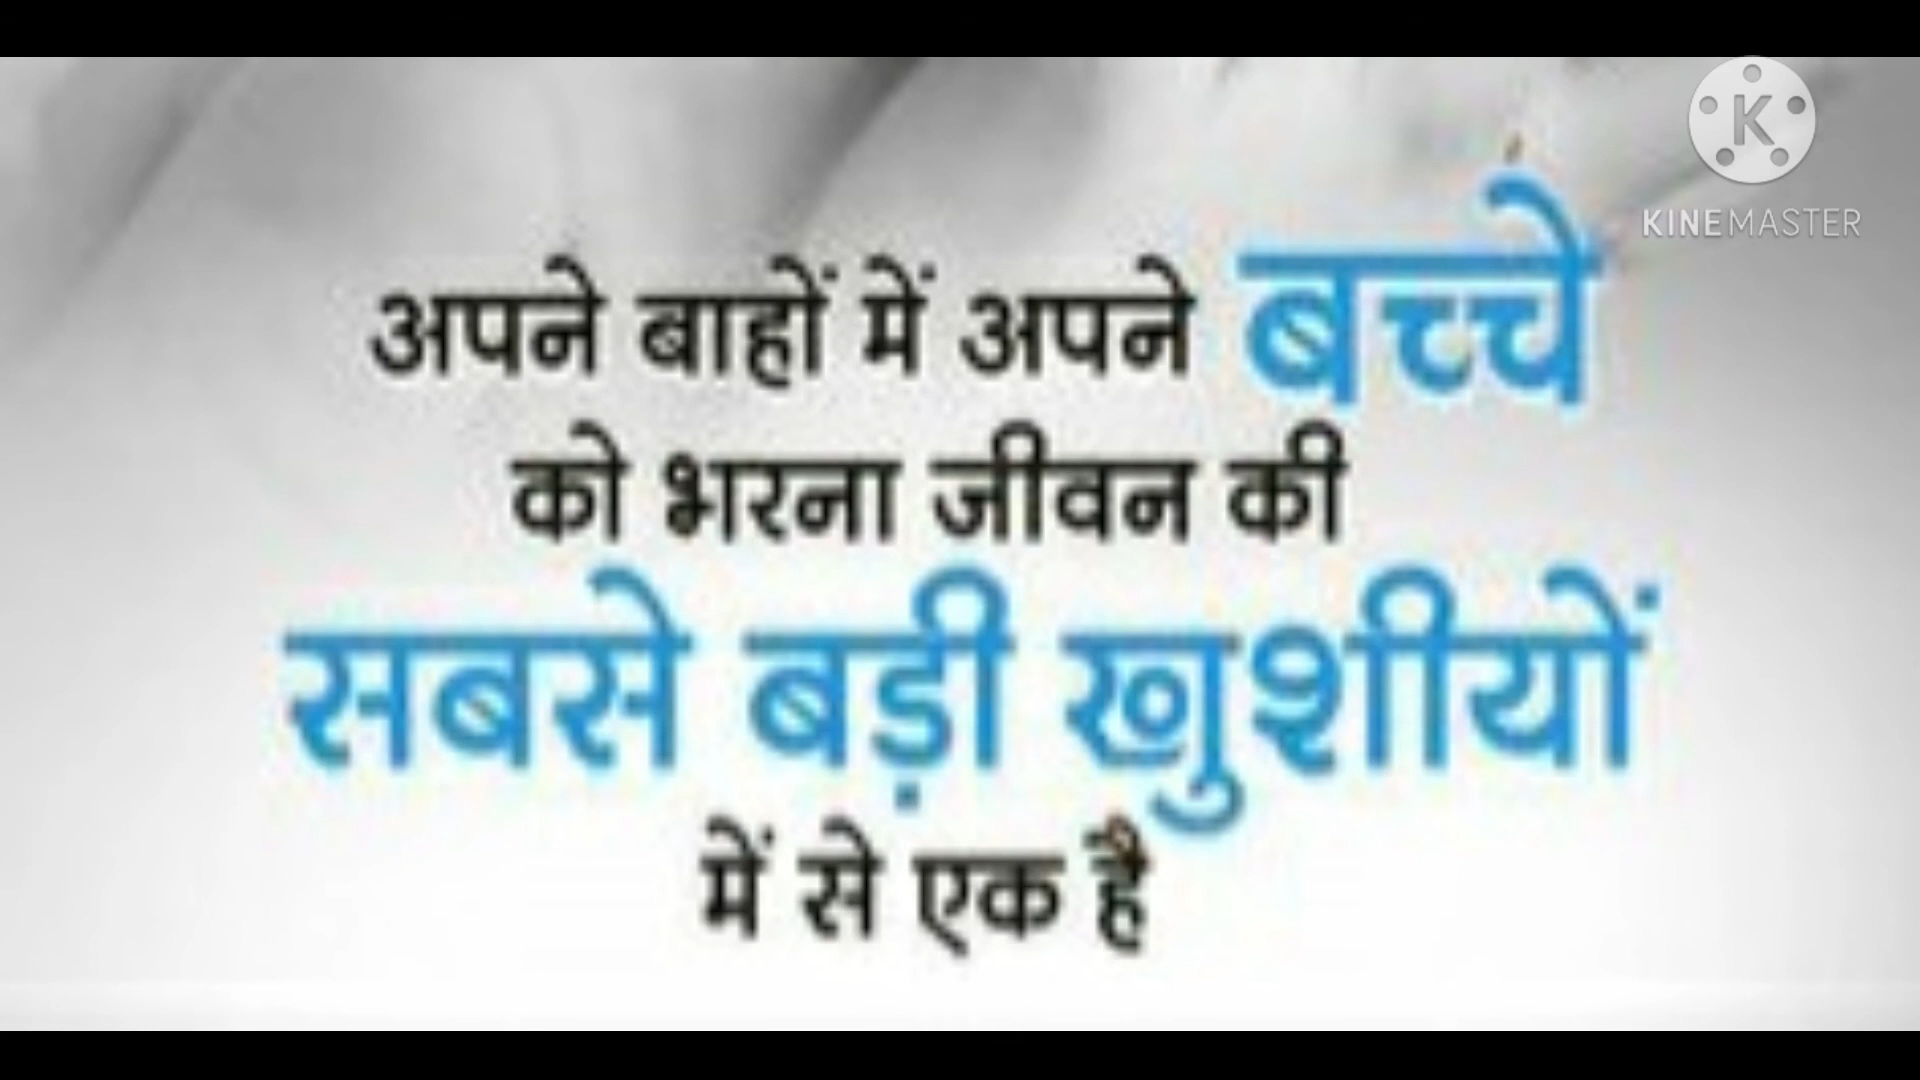 KINEMASTER
अपने बाहों में अपने बच्चे
को भरना जीवन की
सबसे बड़ी खुशीयों
में से एक है